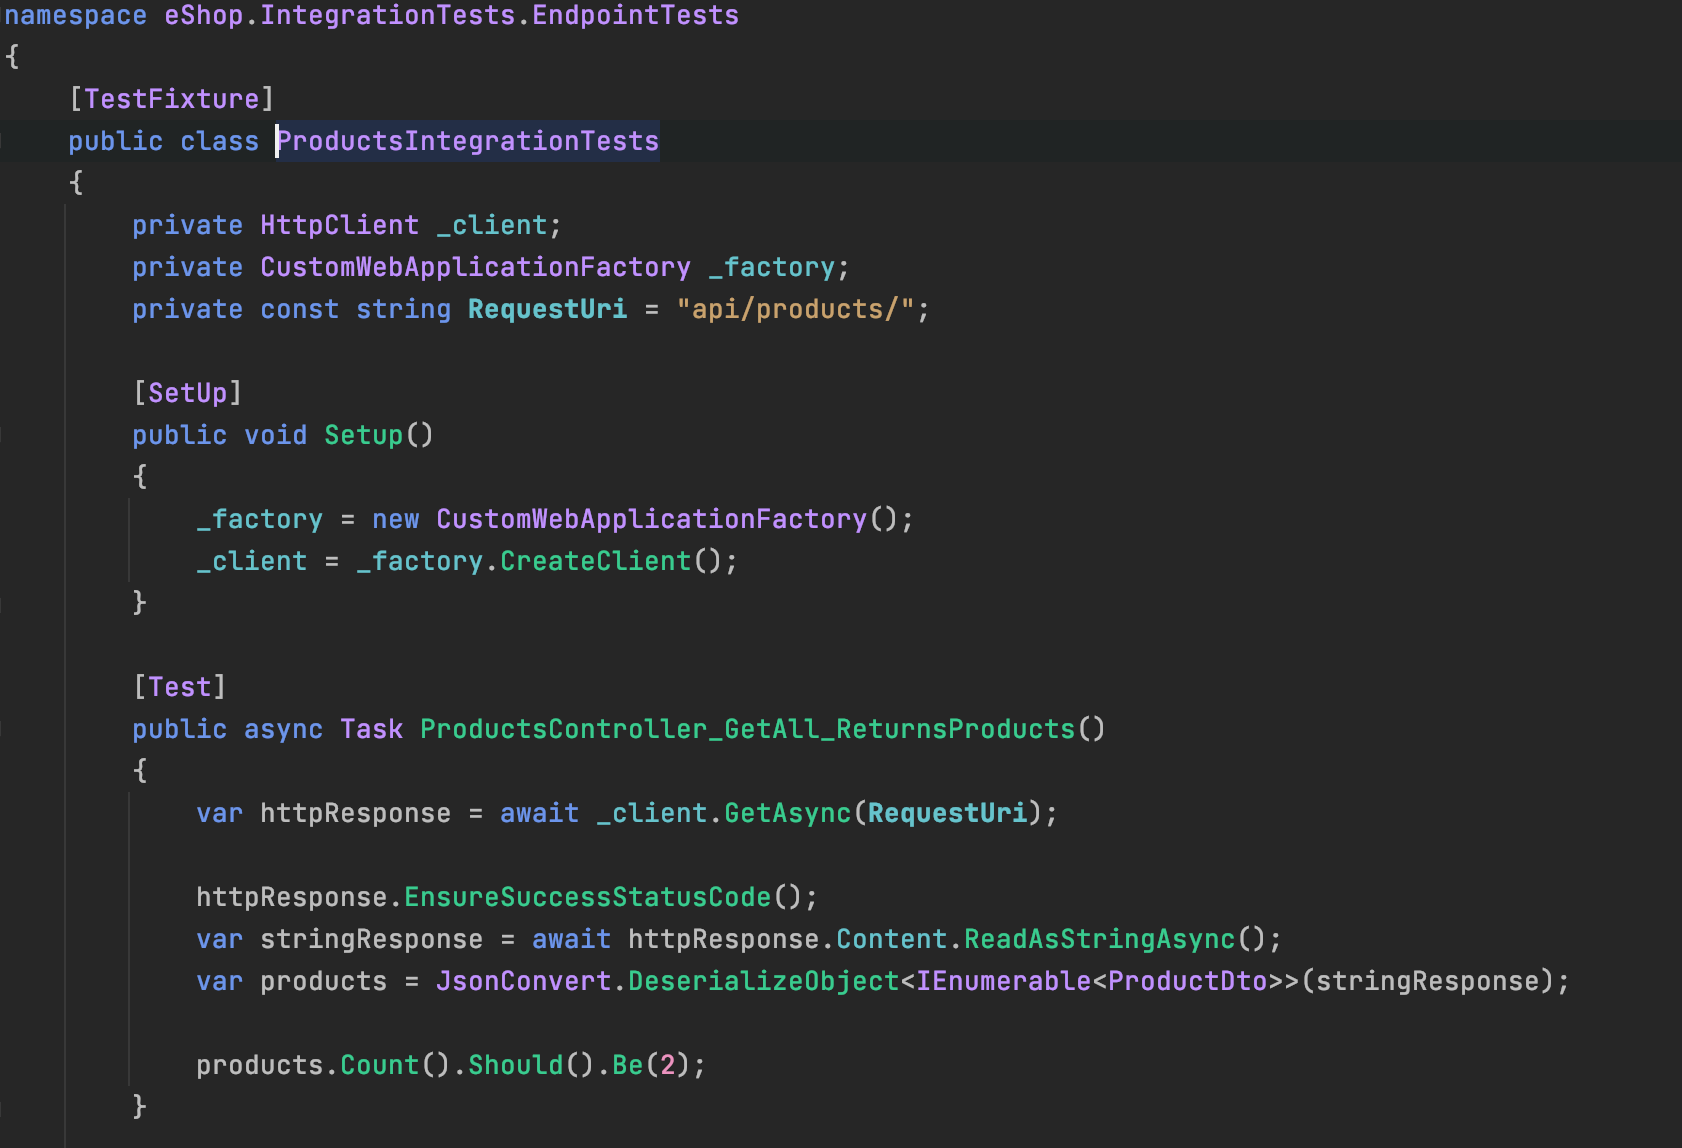 namespace eShop.IntegrationTests.EndpointTests
{
    [TestFixture]
    public class ProductsIntegrationTests
    {
        private HttpClient _client;
        private CustomWebApplicationFactory _factory;
        private const string RequestUri = "api/products/";

        [SetUp]
        public void Setup()
        {
            _factory = new CustomWebApplicationFactory();
            _client = _factory.CreateClient();
        }

        [Test]
        public async Task ProductsController_GetAll_ReturnsProducts()
        {
            var httpResponse = await _client.GetAsync(RequestUri);

            httpResponse.EnsureSuccessStatusCode();
            var stringResponse = await httpResponse.Content.ReadAsStringAsync();
            var products = JsonConvert.DeserializeObject<IEnumerable<ProductDto>>(stringResponse);

            products.Count().Should().Be(2);
        }